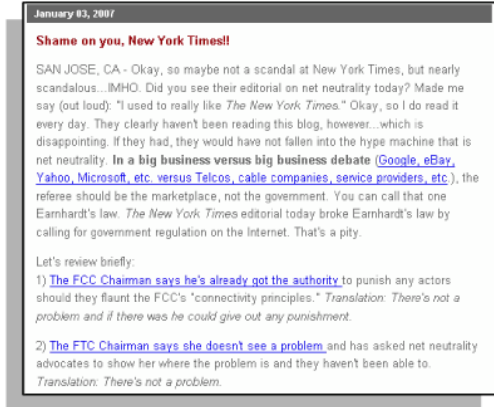 January 03, 2007
Shame on you, New York Times!!
SAN JOSE, CA - Okay, so maybe not a scandal at New York Times, but nearly
scandalous...IMHO. Did you see their editorial on net neutrality today? Made me
say (out loud): "I used to really like The New York Times." Okay, so I do read it
every day. They clearly haven't been reading this blog, however...which is
disappointing. If they had, they would have not fallen into the hype machine that is
net neutrality. In a big business versus big business debate (Google, eBay,
Yahoo, Microsoft, etc. versus Telcos, cable companies, service providers, etc.), the
referee should be the marketplace, not the government. You can call that one
Earnhardt's law. The New York Times editorial today broke Earnhardt's law by
calling for government regulation on the Internet. That's a pity.
Let's review briefly:
1) The FCC Chairman says he's already got the authority to punish any actors
should they flaunt the FCC's "connectivity principles." Translation: There's not a
problem and if there was he could give out any punishment.
2) The FTC Chairman says she doesn't see a problem and has asked net neutrality
advocates to show her where the problem is and they haven't been able to.
Translation: There's not a problem.